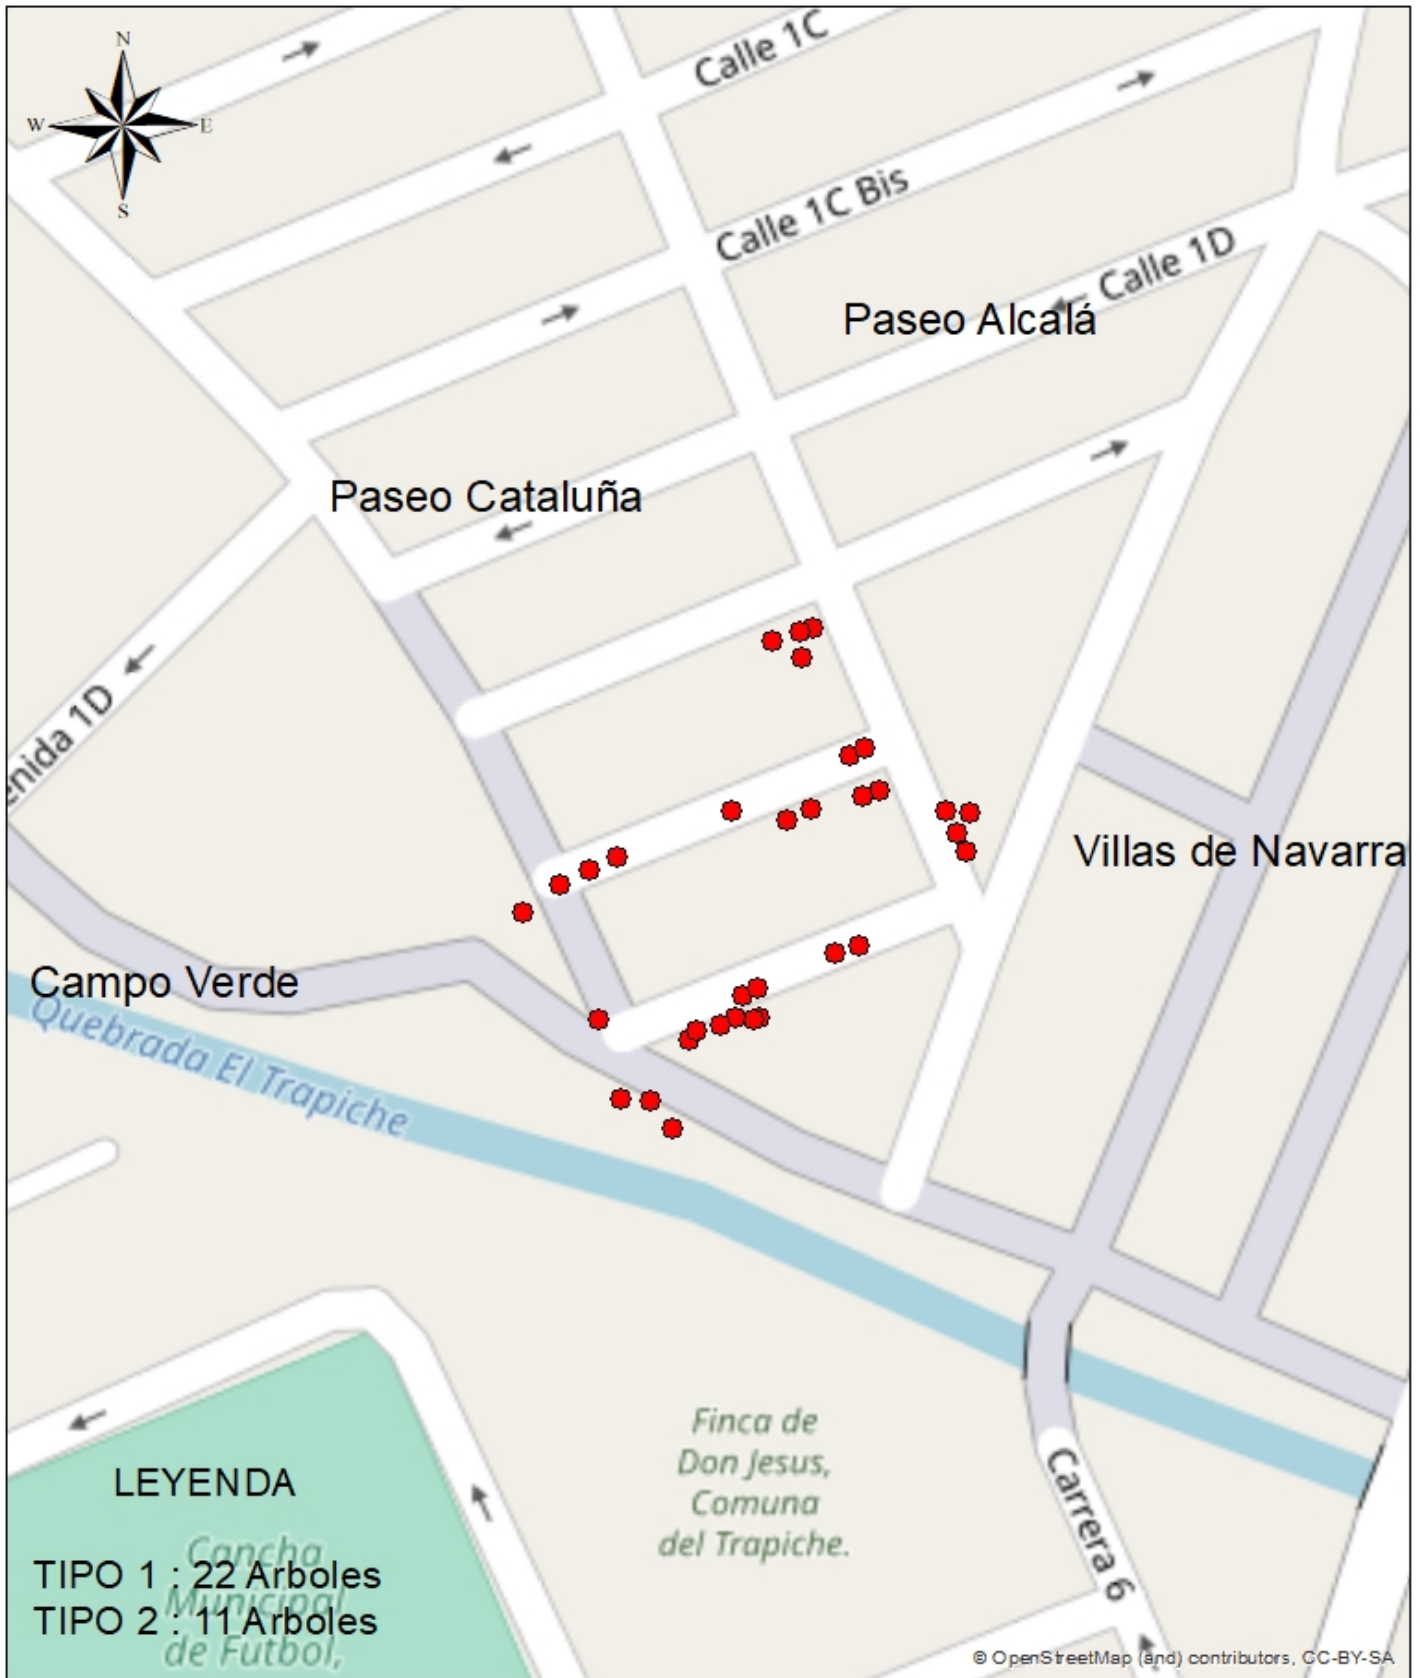 N
W
E
S
Calle 1C
Calle 1C Bis
Calle 1D
Paseo Alcalá
Paseo Cataluña
enida 1D
Villas de Navarra
Campo Verde
Quebrada El Trapiche
Finca de
Don Jesus,
Comuna
del Trapiche.
Carrera 6
LEYENDA
Cancha
TIPO 1 : 22 Arboles
Municipal
TIPO 2 : 11 Arboles
de Futbol,
© OpenStreetMap (and) contributors, CC-BY-SA